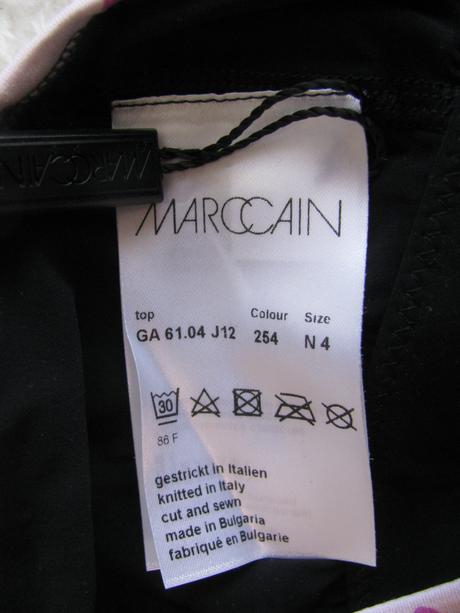 MARCCAIN
MARCCAIN
top Colour Size
GA 61.04 J12 254 N 4
30
86 F
gestrickt in Italien
knitted in Italy
cut and sewn
made in Bulgaria
fabriqué en Bulgarie